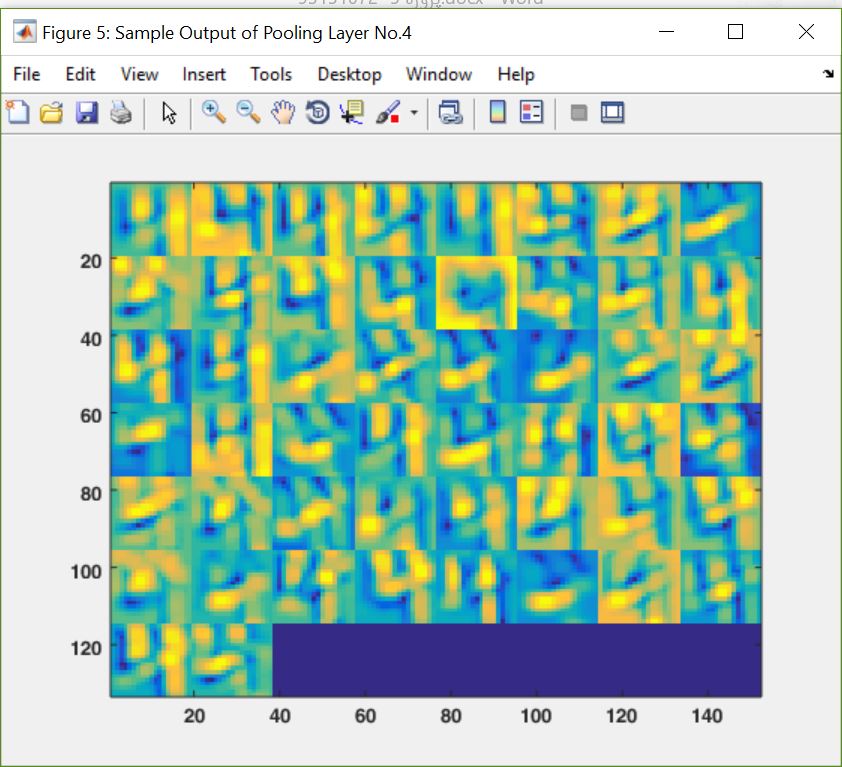 Figure 5: Sample Output of Pooling Layer No.4
File Edit View Insert Tools Desktop Window Help
20
40
60
80
100
120
20 40 60 80 100 120 140